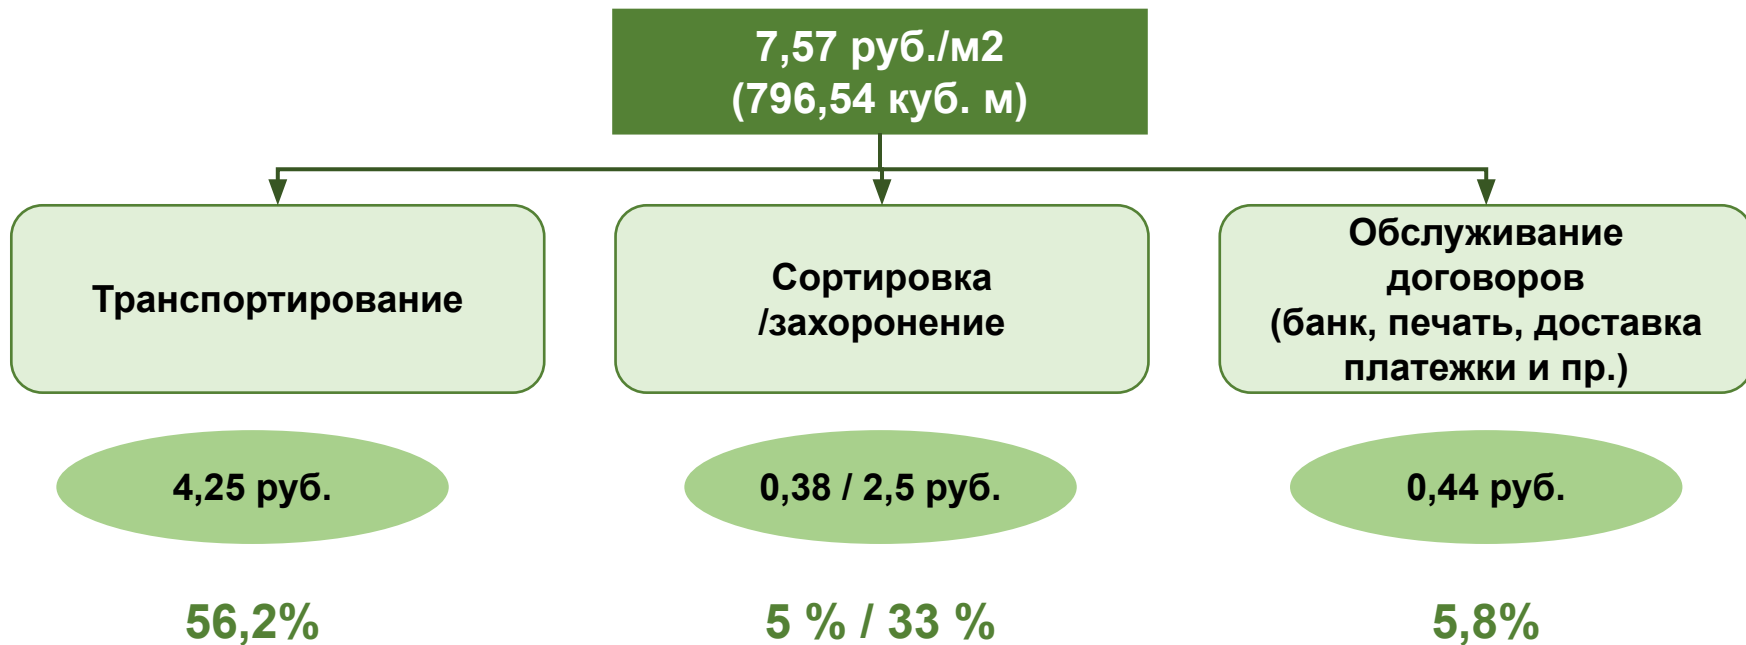 7,57 руб./м2
(796,54 куб. м)
Транспортирование
Сортировка
/захоронение
Обслуживание
договоров
(банк, печать, доставка
платежки и пр.)
4,25 руб.
0,38 / 2,5 руб.
0,44 руб.
56,2%
5 % / 33 %
5,8%